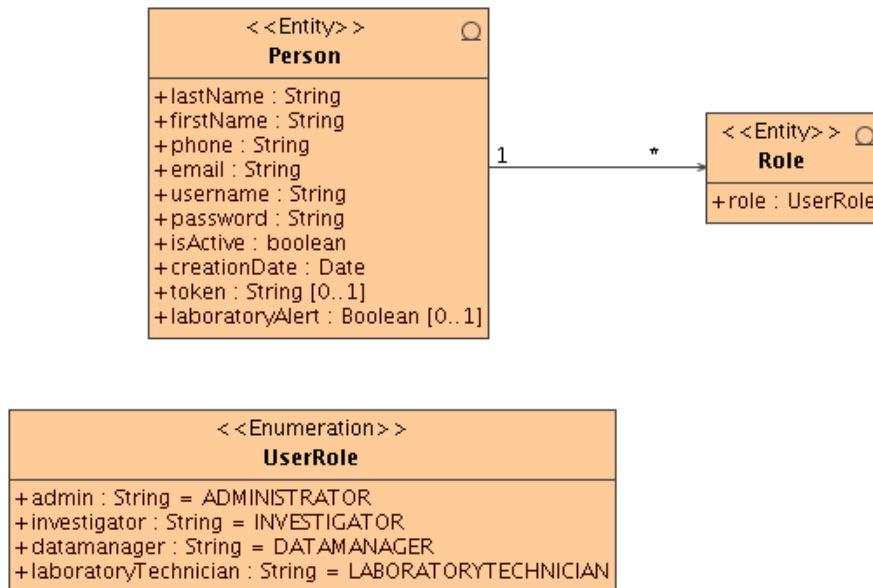 <<Entity>>
Person
+lastName : String
+firstName : String
+phone : String
+email : String
+username : String
+password : String
+isActive : boolean
+creationDate : Date
+token : String [0..1]
+laboratoryAlert : Boolean [0..1]
1
*
<<Entity>>
Role
+role : UserRole
<<Enumeration>>
UserRole
+admin : String = ADMINISTRATOR
+investigator : String = INVESTIGATOR
+datamanager : String = DATAMANAGER
+laboratoryTechnician : String = LABORATORYTECHNICIAN